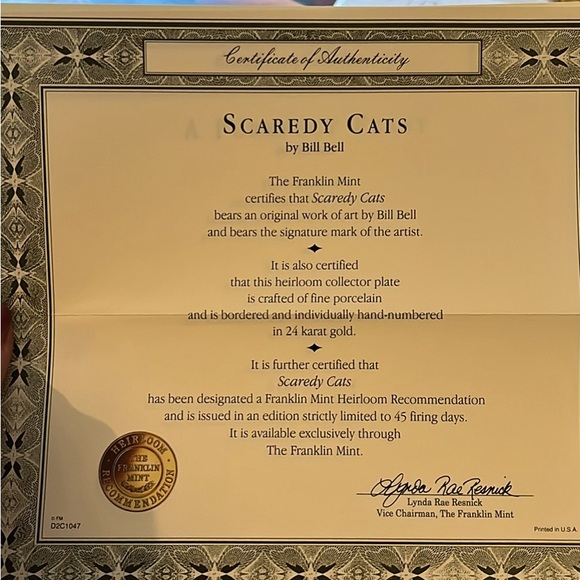 Certificate of Authenticity
SCAREDY CATS
by Bill Bell
The Franklin Mint
certifies that Scaredy Cats
bears an original work of art by Bill Bell
and bears the signature mark of the artist.
It is also certified
that this heirloom collector plate
is crafted of fine porcelain
and is bordered and individually hand-numbered
in 24 karat gold.
It is further certified that
Scaredy Cats
has been designated a Franklin Mint Heirloom Recommendation
and is issued in an edition strictly limited to 45 firing days.
It is available exclusively through
The Franklin Mint.
HEIRLOOM
THE
FRANKLIN
MINT
RECOMMENDATION
Lynda Rae Resnick
Lynda Rae Resnick
Vice Chairman, The Franklin Mint
© FM
D2C1047
Printed in U.S.A.